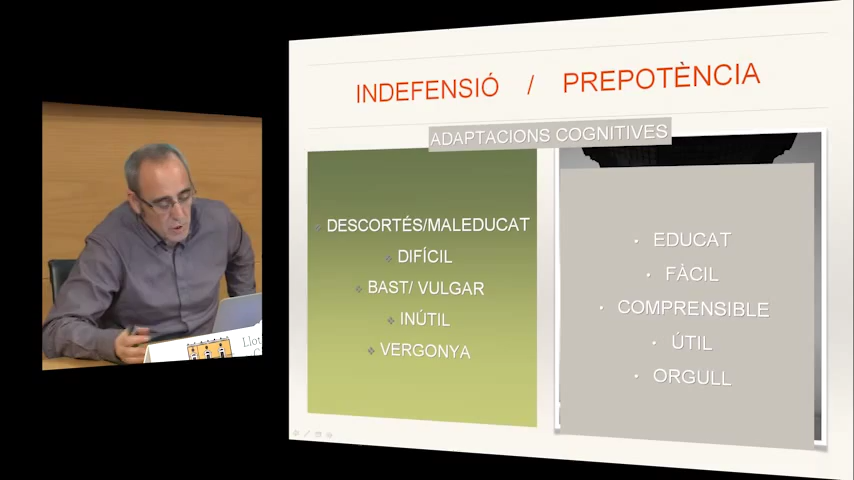 INDEFENSIÓ / PREPOTÈNCIA
ADAPTACIONS COGNITIVES
DESCORTÉS/MALEDUCAT
DIFÍCIL
BAST/ VULGAR
INÚTIL
VERGONYA
EDUCAT
FÀCIL
COMPRENSIBLE
ÚTIL
ORGULL